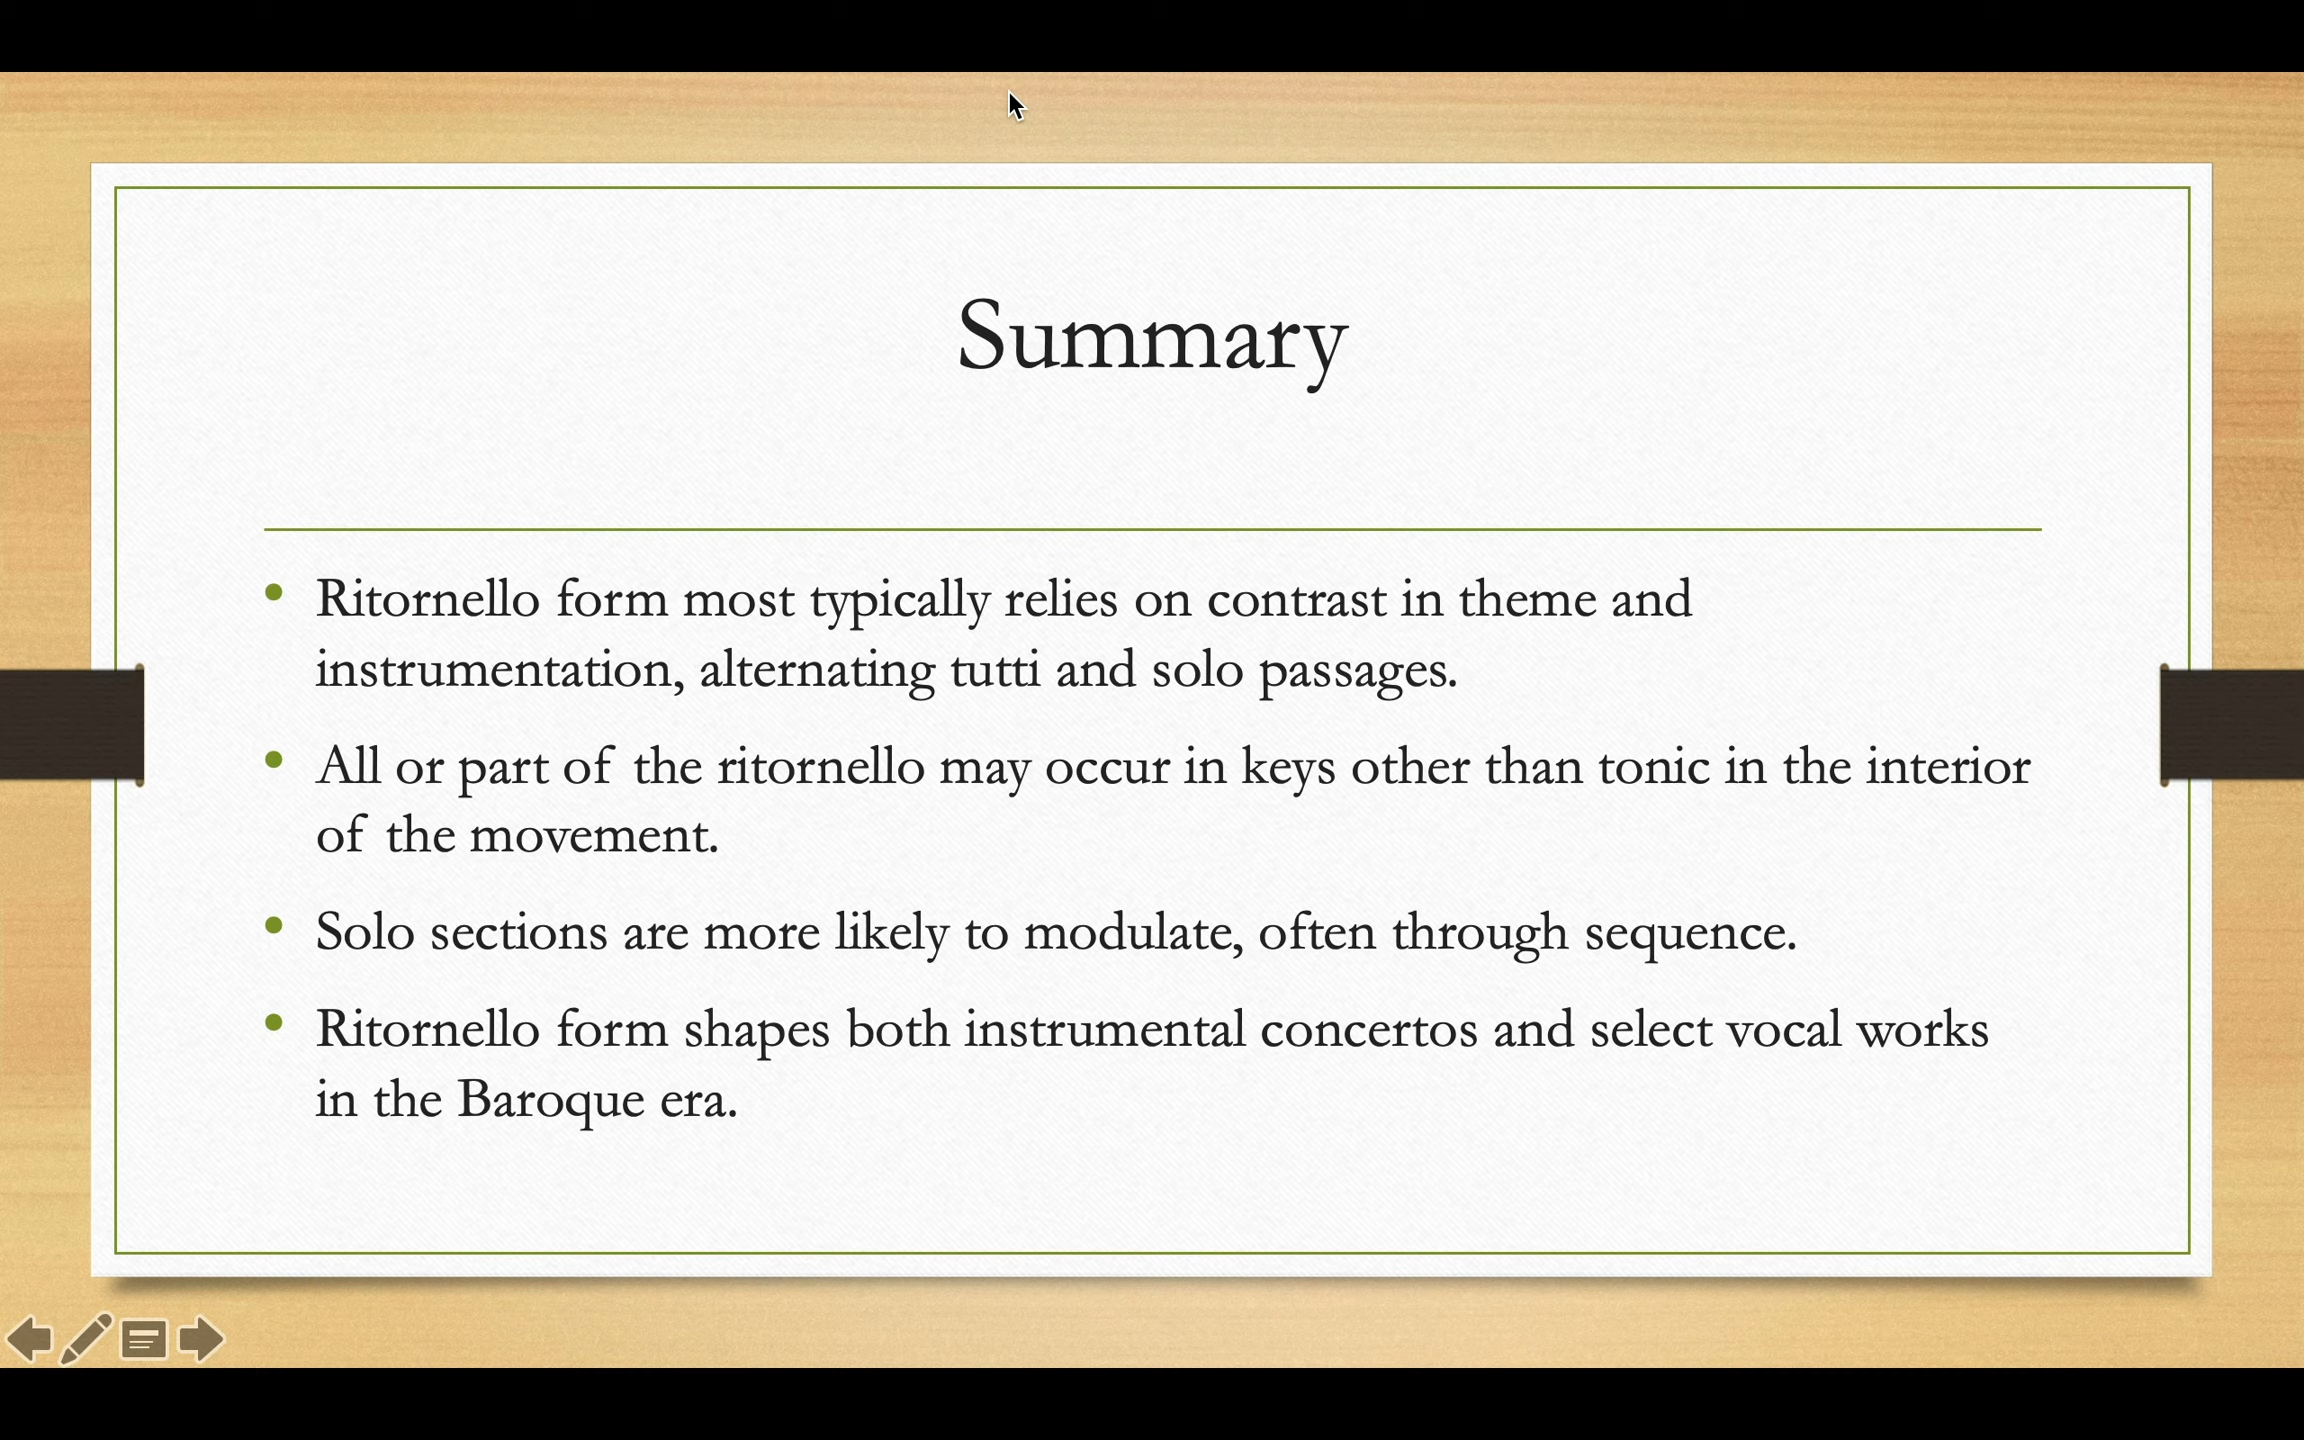 Summary
• Ritornello form most typically relies on contrast in theme and
instrumentation, alternating tutti and solo passages.
• All or part of the ritornello may occur in keys other than tonic in the interior
of the movement.
• Solo sections are more likely to modulate, often through sequence.
• Ritornello form shapes both instrumental concertos and select vocal works
in the Baroque era.